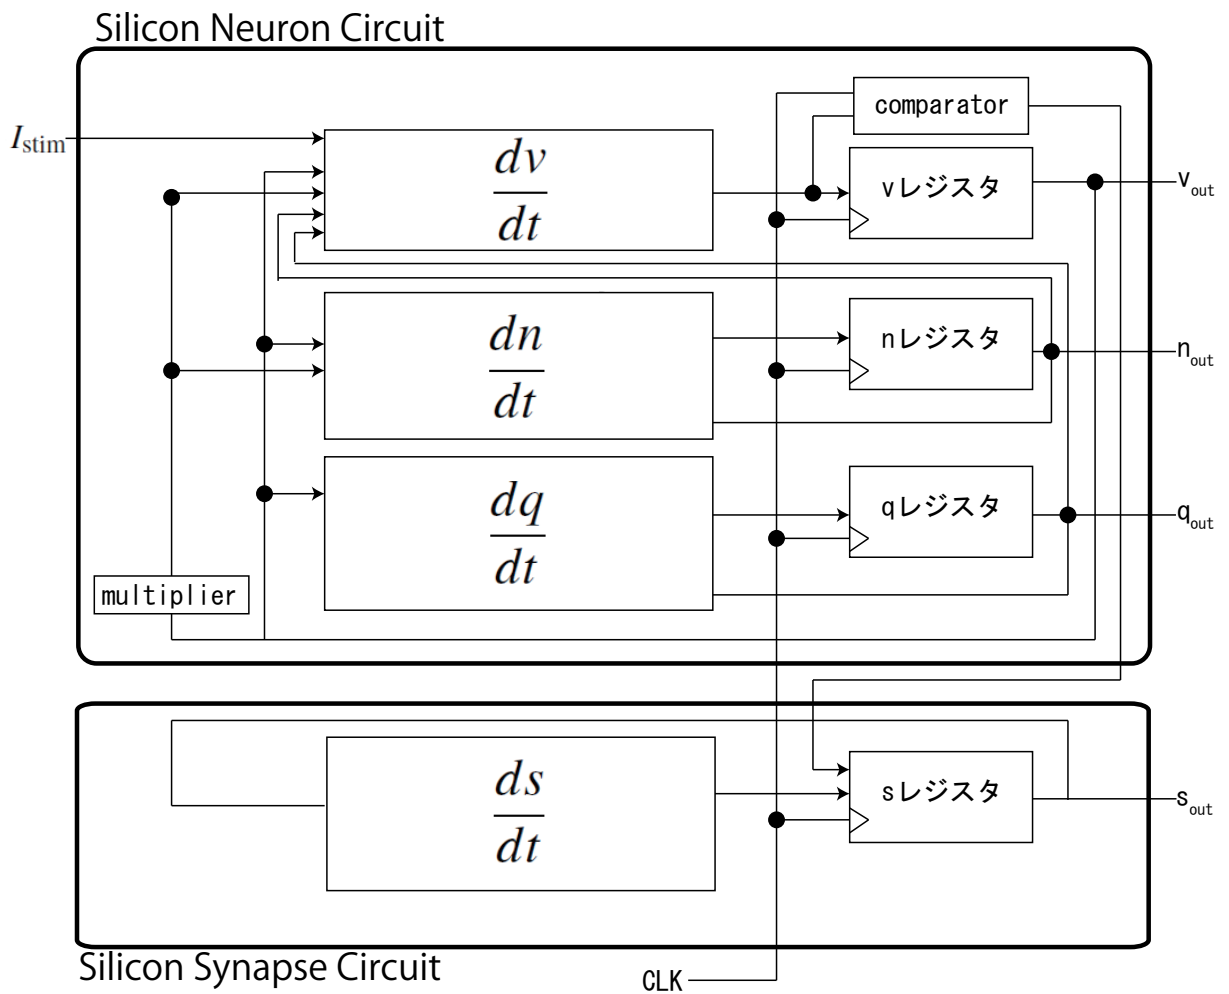 Silicon Neuron Circuit
comparator
I_stim
dv
dt
vレジスタ
v_out
dn
dt
nレジスタ
n_out
dq
dt
qレジスタ
q_out
multiplier
ds
dt
sレジスタ
s_out
Silicon Synapse Circuit
CLK